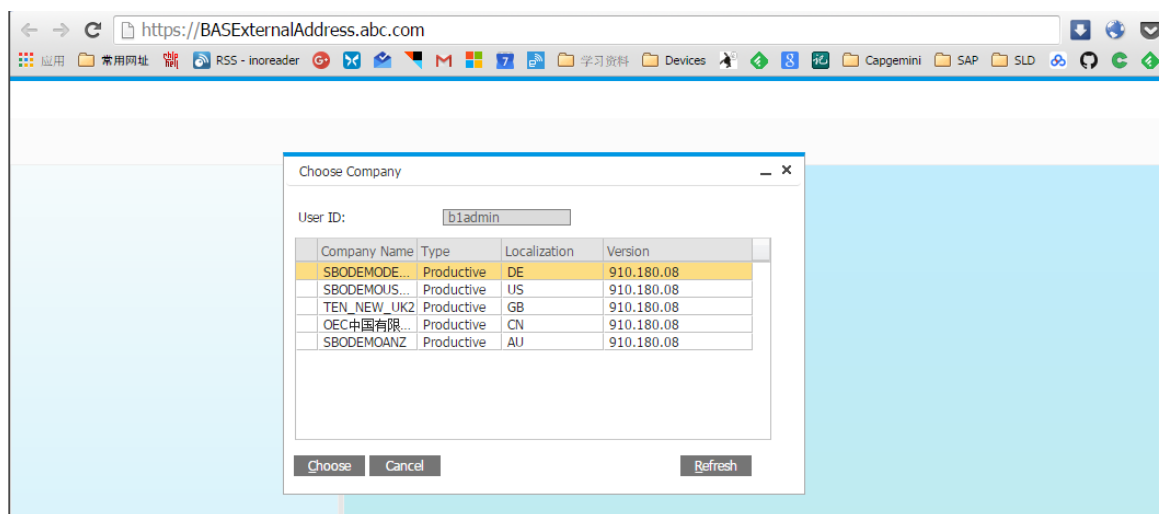 https://BASExternalAddress.abc.com
应用 常用网址 RSS - inoreader 学习资料 Devices Capgemini SAP SLD
Choose Company
User ID: b1admin
Company Name Type Localization Version
SBODEMODE... Productive DE 910.180.08
SBODEMOUS... Productive US 910.180.08
TEN_NEW_UK2 Productive GB 910.180.08
OEC中国有限... Productive CN 910.180.08
SBODEMOANZ Productive AU 910.180.08
Choose Cancel Refresh